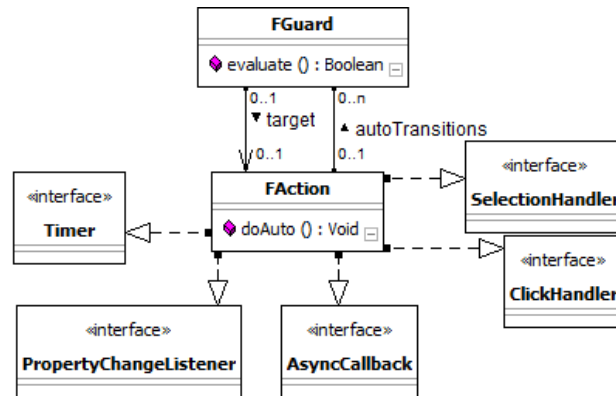 FGuard
evaluate () : Boolean
0..1
0..n
target
autoTransitions
0..1
0..1
«interface»
SelectionHandler
«interface»
Timer
FAction
doAuto () : Void
«interface»
ClickHandler
«interface»
PropertyChangeListener
«interface»
AsyncCallback